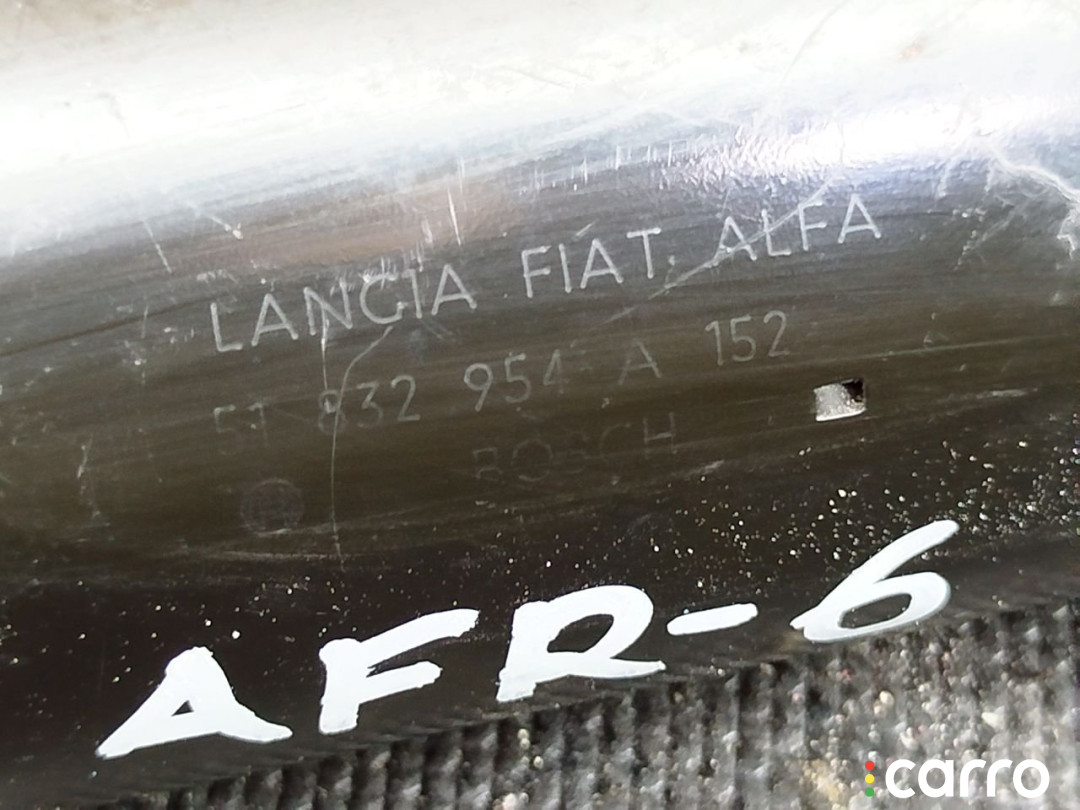 LANCIA FIAT ALFA
51 832 954 A 152
BOSCH
AFR-6
carro